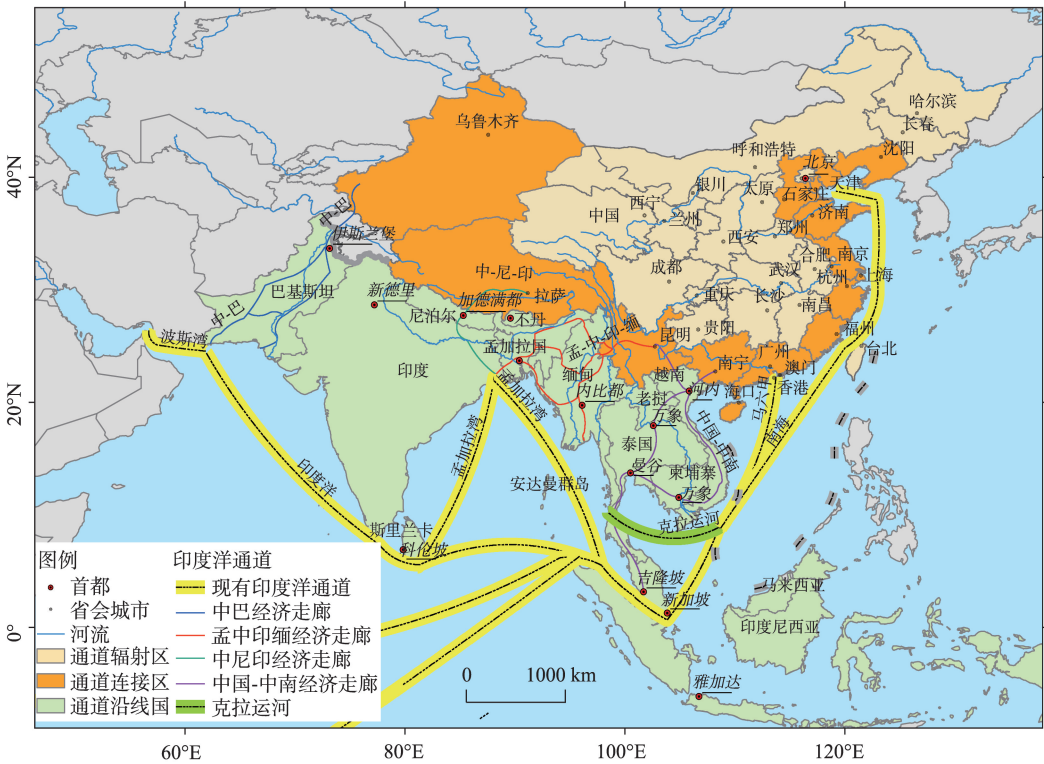 40°N
20°N
0°
60°E
80°E
100°E
120°E
乌鲁木齐
哈尔滨
长春
沈阳
呼和浩特
北京
天津
银川
太原
石家庄
济南
中国
西宁
兰州
郑州
西安
合肥
南京
上海
成都
武汉
杭州
重庆
长沙
南昌
贵阳
福州
台北
昆明
南宁
广州
澳门
香港
海口
拉萨
中-巴
伊斯兰堡
中-巴
巴基斯坦
新德里
中-尼-印
加德满都
尼泊尔
不丹
孟-中-印-缅
孟加拉国
印度
缅甸
内比都
越南
河内
老挝
万象
泰国
曼谷
柬埔寨
万象
中国-中南
马六甲
南海
波斯湾
印度洋
孟加拉湾
孟加拉湾
安达曼群岛
克拉运河
斯里兰卡
科伦坡
吉隆坡
新加坡
马来西亚
印度尼西亚
雅加达
0
1000 km
图例
首都
省会城市
河流
通道辐射区
通道连接区
通道沿线国
印度洋通道
现有印度洋通道
中巴经济走廊
孟中印缅经济走廊
中尼印经济走廊
中国-中南经济走廊
克拉运河